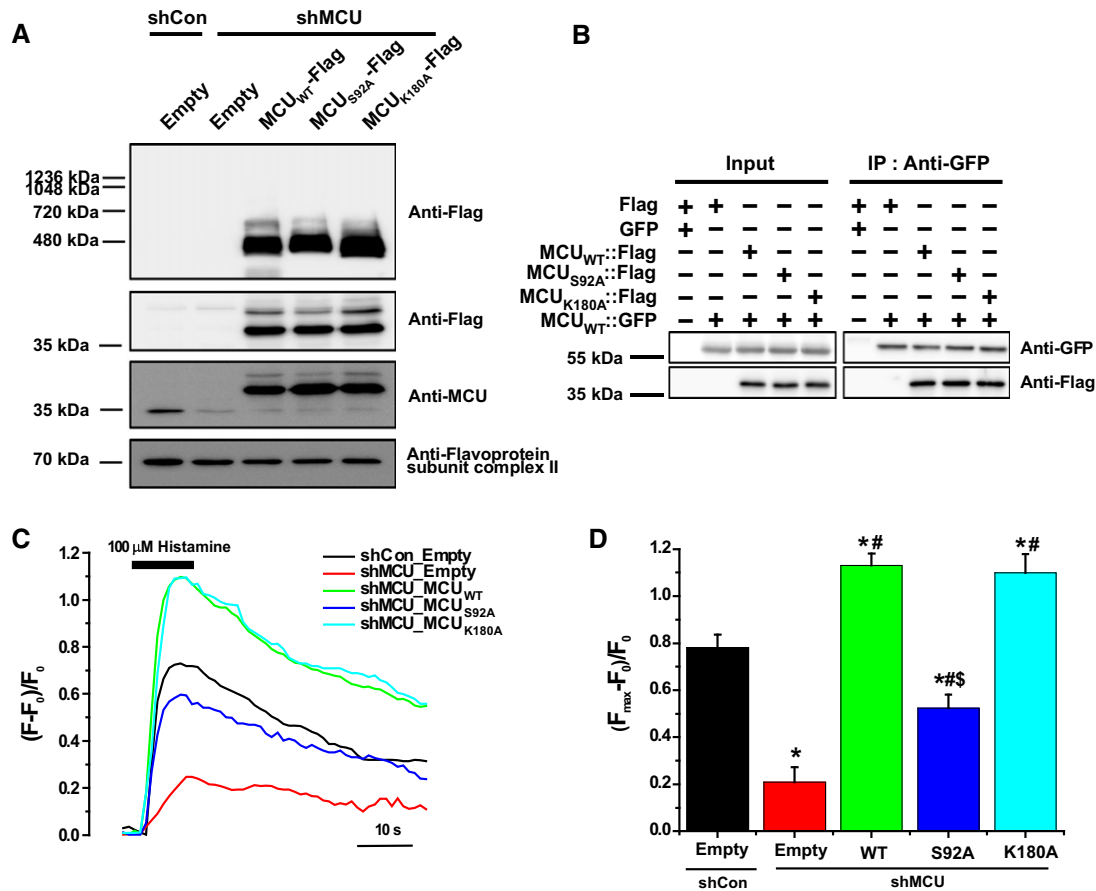 A
shCon
shMCU
Empty
Empty
MCUWT-Flag
MCUS92A-Flag
MCUK180A-Flag
1236 kDa
1048 kDa
720 kDa
480 kDa
Anti-Flag
35 kDa
Anti-Flag
35 kDa
Anti-MCU
70 kDa
Anti-Flavoprotein
subunit complex II
B
Input
IP : Anti-GFP
Flag + + − − − + + − − −
GFP + − − − − + − − − −
MCUWT::Flag − − + − − − − + − −
MCUS92A::Flag − − − + − − − − + −
MCUK180A::Flag − − − − + − − − − +
MCUWT::GFP − + + + + − + + + +
55 kDa
Anti-GFP
35 kDa
Anti-Flag
C
100 μM Histamine
shCon_Empty
shMCU_Empty
shMCU_MCUWT
shMCU_MCUS92A
shMCU_MCUK180A
(F-F0)/F0
1.2
1.0
0.8
0.6
0.4
0.2
0.0
10 s
D
(Fmax-F0)/F0
1.2
1.0
0.8
0.6
0.4
0.2
0.0
*
*#
*#$
*#
Empty
Empty
WT
S92A
K180A
shCon
shMCU